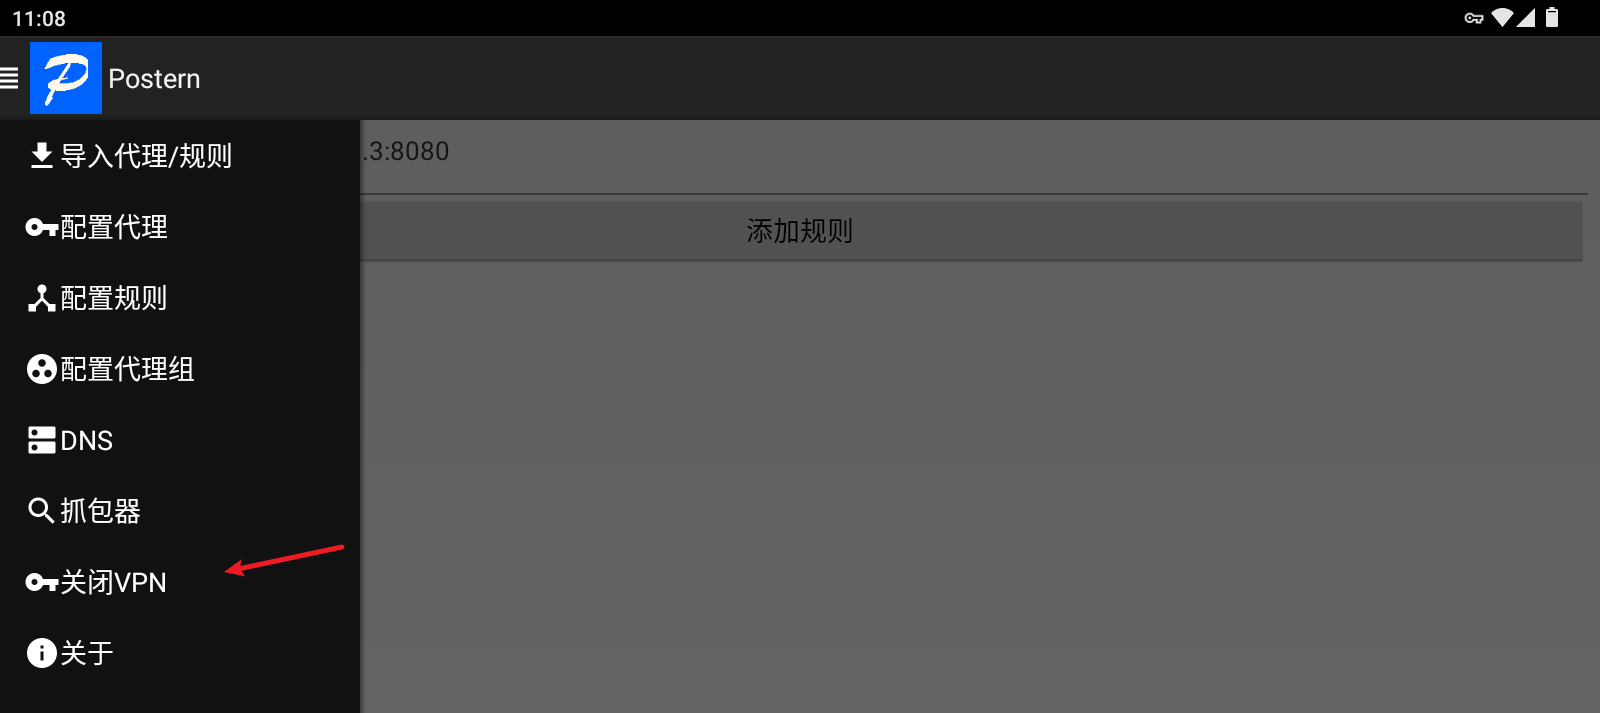 11:08
Postern
导入代理/规则
.3:8080
配置代理
添加规则
配置规则
配置代理组
DNS
抓包器
关闭VPN
关于